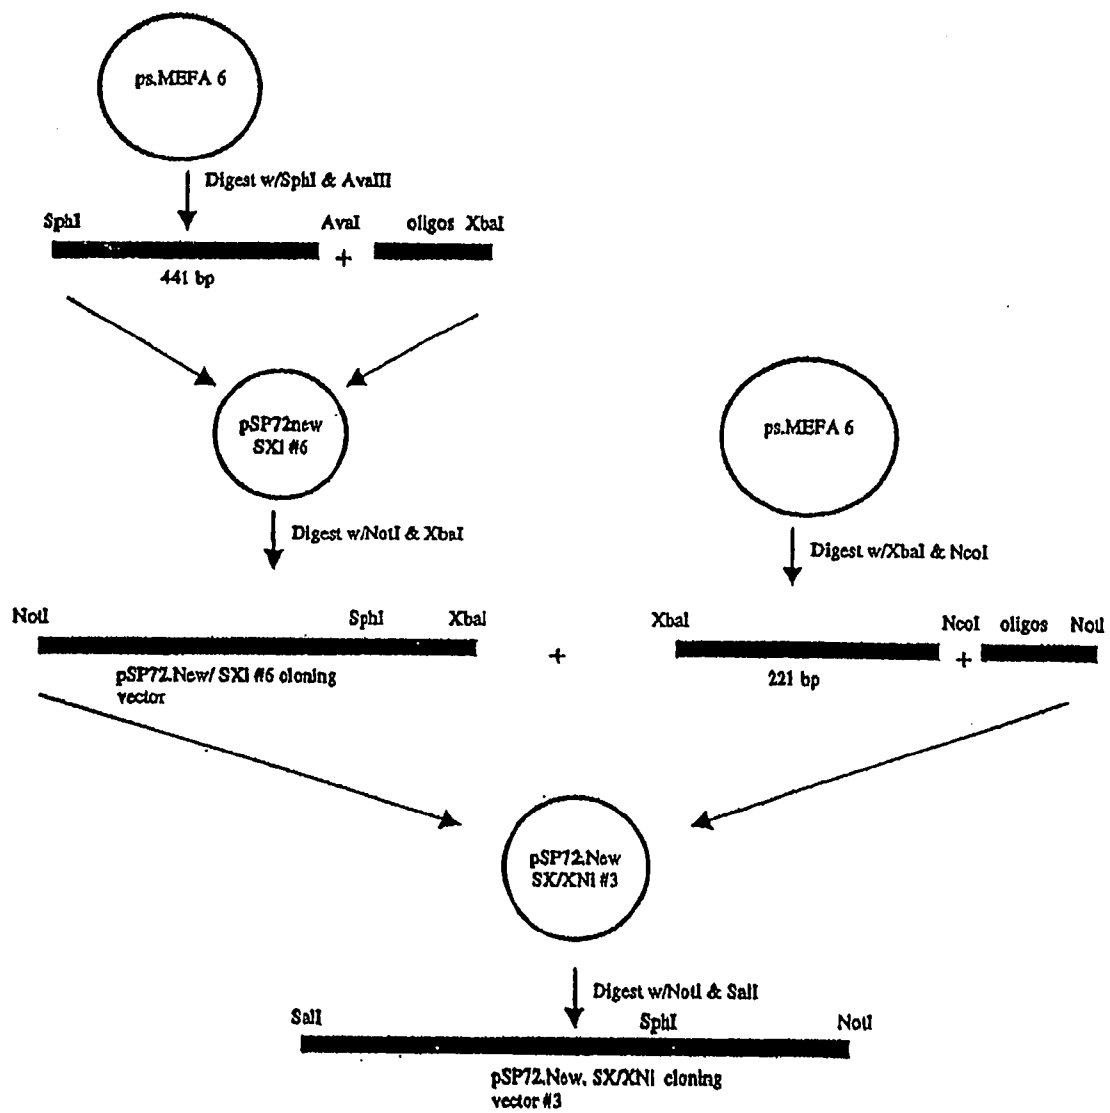 ps.MEFA 6
Digest w/SphI & AvaIII
SphI
AvaI
oligos
XbaI
+
441 bp
pSP72new
SXi #6
ps.MEFA 6
Digest w/NotI & XbaI
Digest w/XbaI & NcoI
NotI
SphI
XbaI
XbaI
NcoI
oligos
NotI
+
+
pSP72.New/ SXi #6 cloning
vector
221 bp
pSP72.New
SX/XNi #3
Digest w/NotI & SalI
SalI
SphI
NotI
pSP72.New. SX/XNi cloning
vector #3